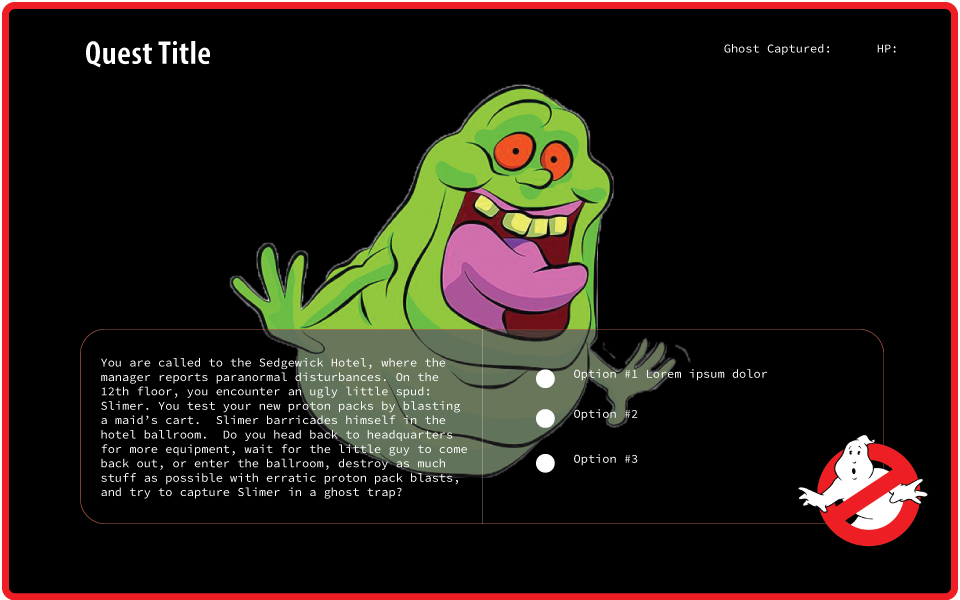 Quest Title
Ghost Captured: HP:
You are called to the Sedgewick Hotel, where the
manager reports paranormal disturbances. On the
12th floor, you encounter an ugly little spud:
Slimer. You test your new proton packs by blasting
a maid’s cart.  Slimer barricades himself in the
hotel ballroom.  Do you head back to headquarters
for more equipment, wait for the little guy to come
back out, or enter the ballroom, destroy as much
stuff as possible with erratic proton pack blasts,
and try to capture Slimer in a ghost trap?
Option #1 Lorem ipsum dolor
Option #2
Option #3